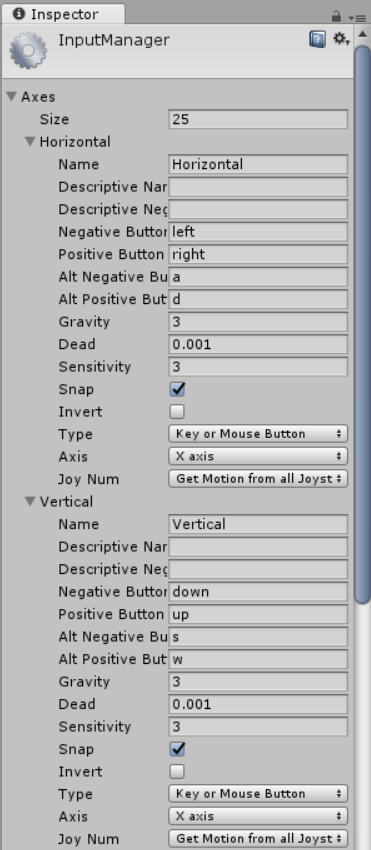 Inspector
InputManager
Axes
Size 25
Horizontal
Name Horizontal
Descriptive Nar
Descriptive Neg
Negative Button left
Positive Button right
Alt Negative Bu a
Alt Positive But d
Gravity 3
Dead 0.001
Sensitivity 3
Snap
Invert
Type Key or Mouse Button
Axis X axis
Joy Num Get Motion from all Joyst
Vertical
Name Vertical
Descriptive Nar
Descriptive Neg
Negative Button down
Positive Button up
Alt Negative Bu s
Alt Positive But w
Gravity 3
Dead 0.001
Sensitivity 3
Snap
Invert
Type Key or Mouse Button
Axis X axis
Joy Num Get Motion from all Joyst